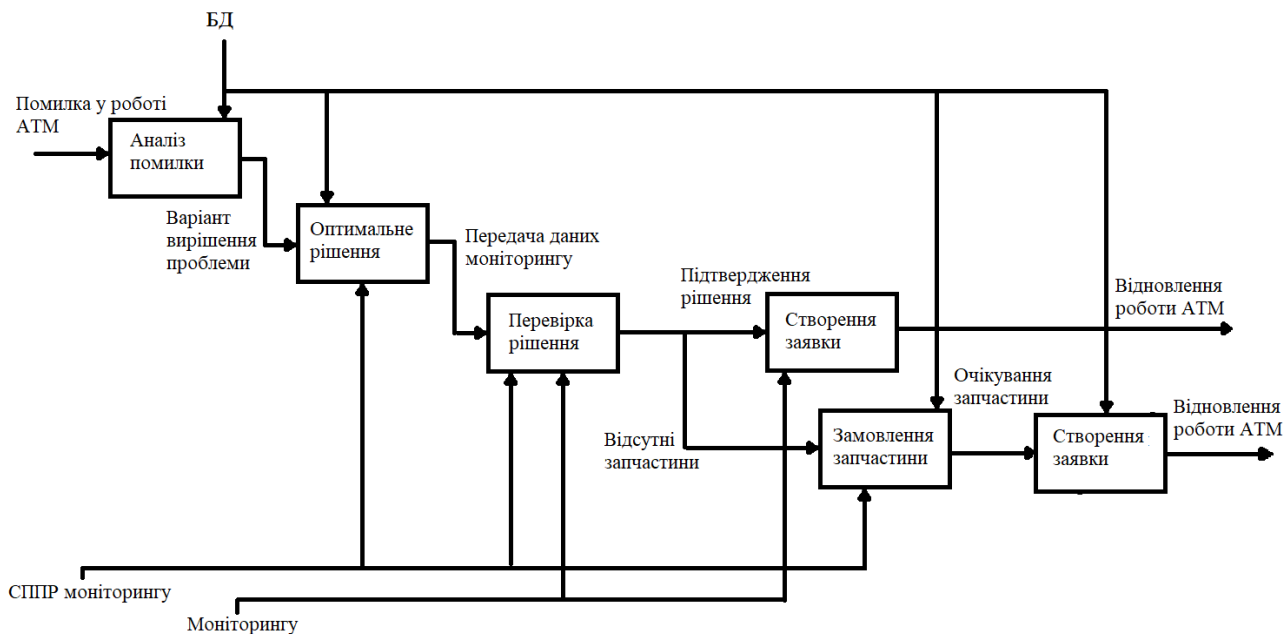 БД
Помилка у роботі
АТМ
Аналіз
помилки
Варіант
вирішення
проблеми
Оптимальне
рішення
Передача даних
моніторингу
Перевірка
рішення
Підтвердження
рішення
Створення
заявки
Відновлення
роботи АТМ
Відсутні
запчастини
Замовлення
запчастини
Очікування
запчастини
Створення
заявки
Відновлення
роботи АТМ
СППР моніторингу
Моніторингу